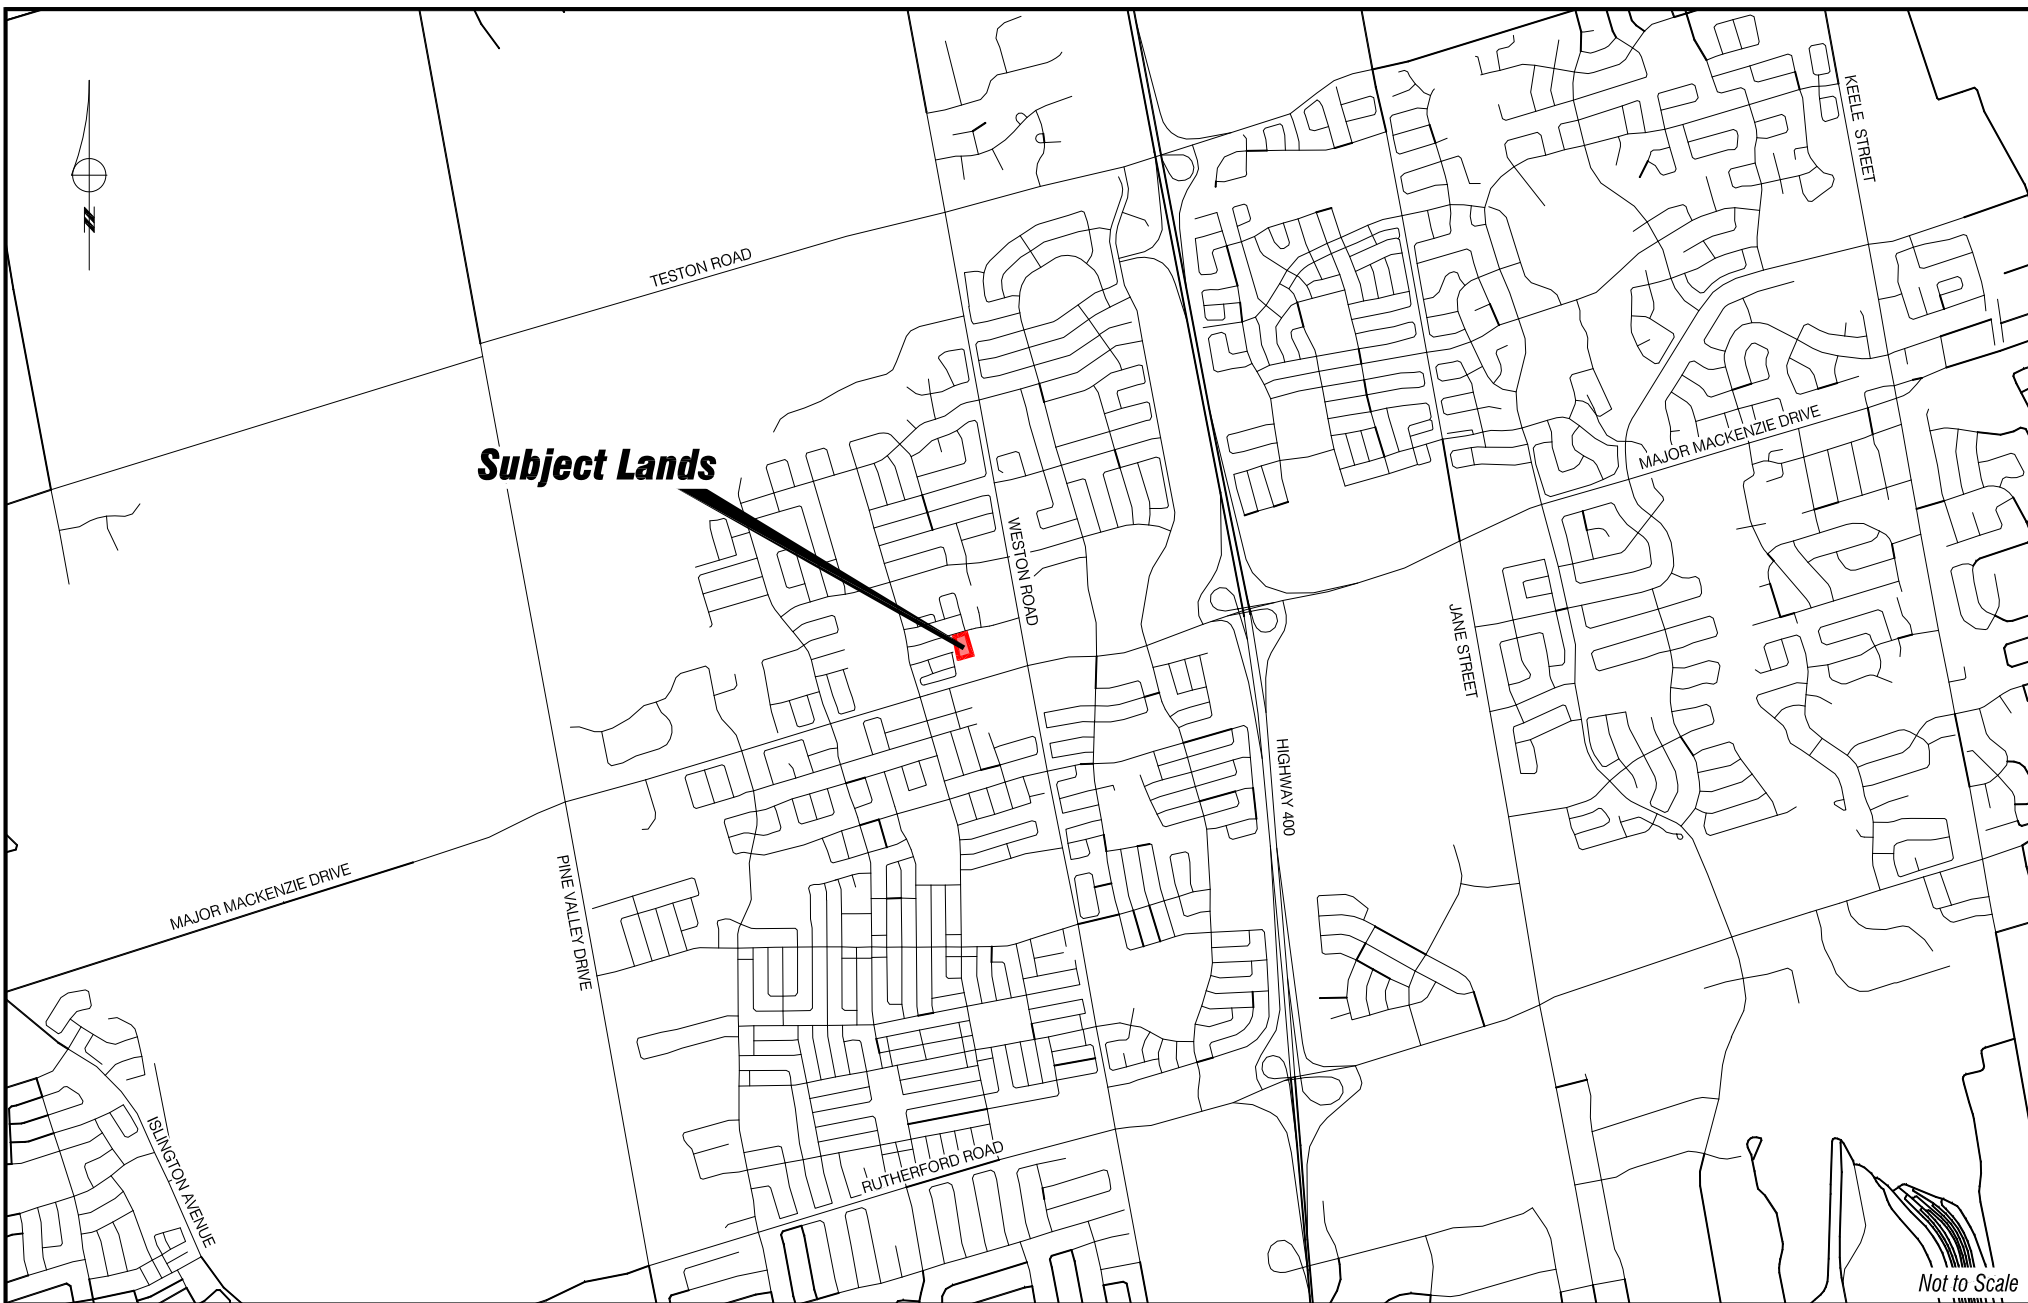 KEELE STREET
N
TESTON ROAD
MAJOR MACKENZIE DRIVE
Subject Lands
WESTON ROAD
JANE STREET
HIGHWAY 400
MAJOR MACKENZIE DRIVE
PINE VALLEY DRIVE
ISLINGTON AVENUE
RUTHERFORD ROAD
Not to Scale